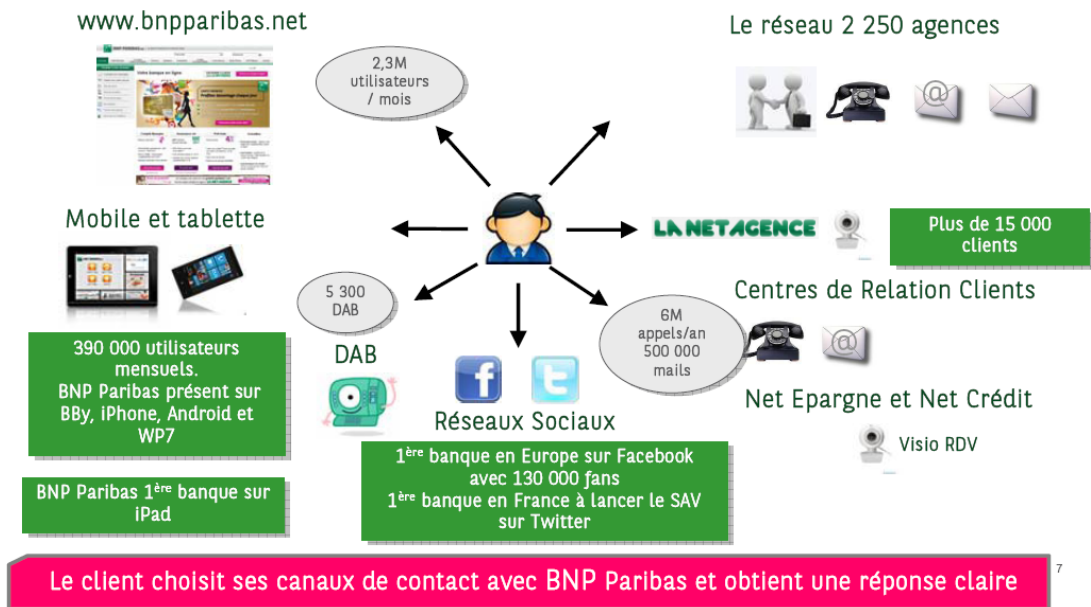 www.bnpparibas.net
2,3M
utilisateurs
/ mois
Le réseau 2 250 agences
Mobile et tablette
390 000 utilisateurs
mensuels.
BNP Paribas présent sur
BBy, iPhone, Android et
WP7
BNP Paribas 1ère banque sur
iPad
5 300
DAB
DAB
Réseaux Sociaux
1ère banque en Europe sur Facebook
avec 130 000 fans
1ère banque en France à lancer le SAV
sur Twitter
LA NET AGENCE
Plus de 15 000
clients
Centres de Relation Clients
6M
appels/an
500 000
mails
Net Epargne et Net Crédit
Visio RDV
Le client choisit ses canaux de contact avec BNP Paribas et obtient une réponse claire
7